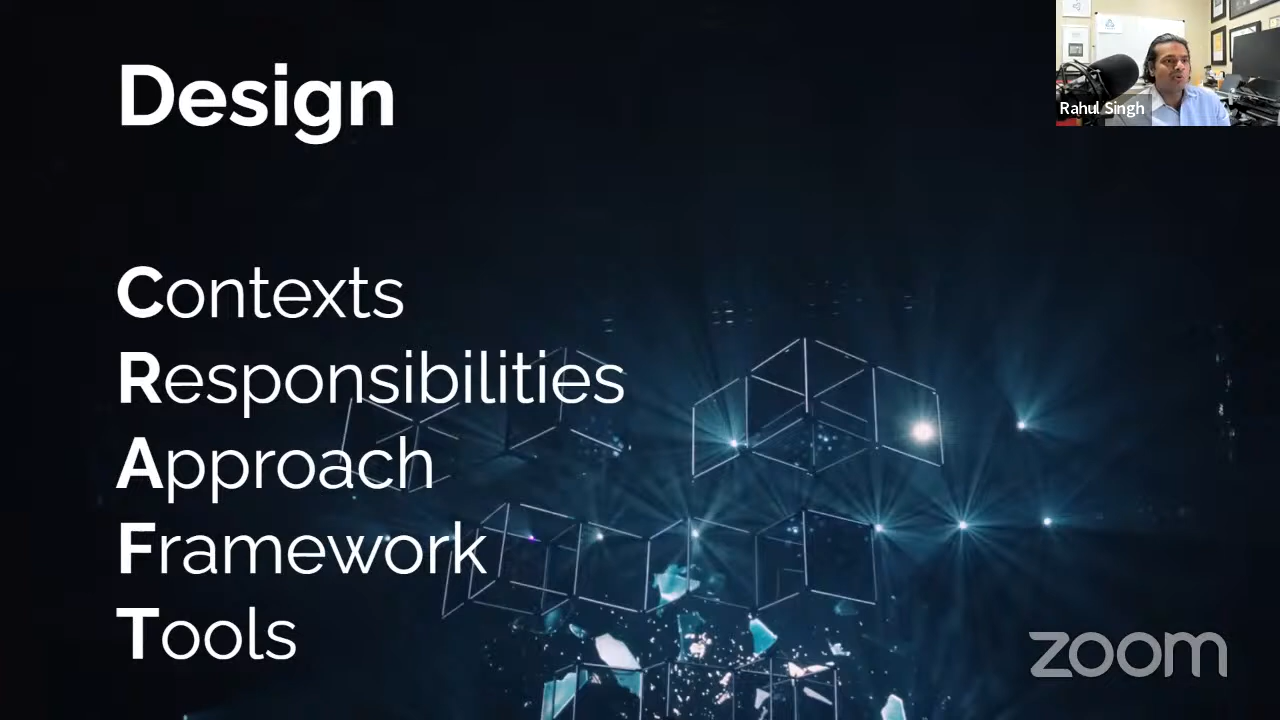 Design
Contexts
Responsibilities
Approach
Framework
Tools
Rahul Singh
zoom